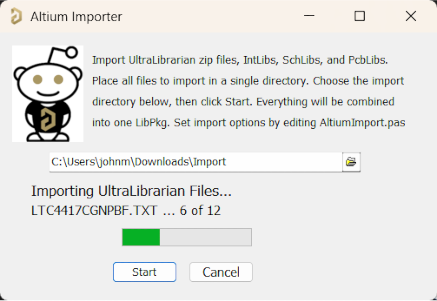 Altium Importer
Import UltraLibrarian zip files, IntLibs, SchLibs, and PcbLibs.
Place all files to import in a single directory. Choose the import
directory below, then click Start. Everything will be combined
into one LibPkg. Set import options by editing AltiumImport.pas
C:\Users\johnm\Downloads\Import
Importing UltraLibrarian Files...
LTC4417CGNPBF.TXT ... 6 of 12
Start
Cancel